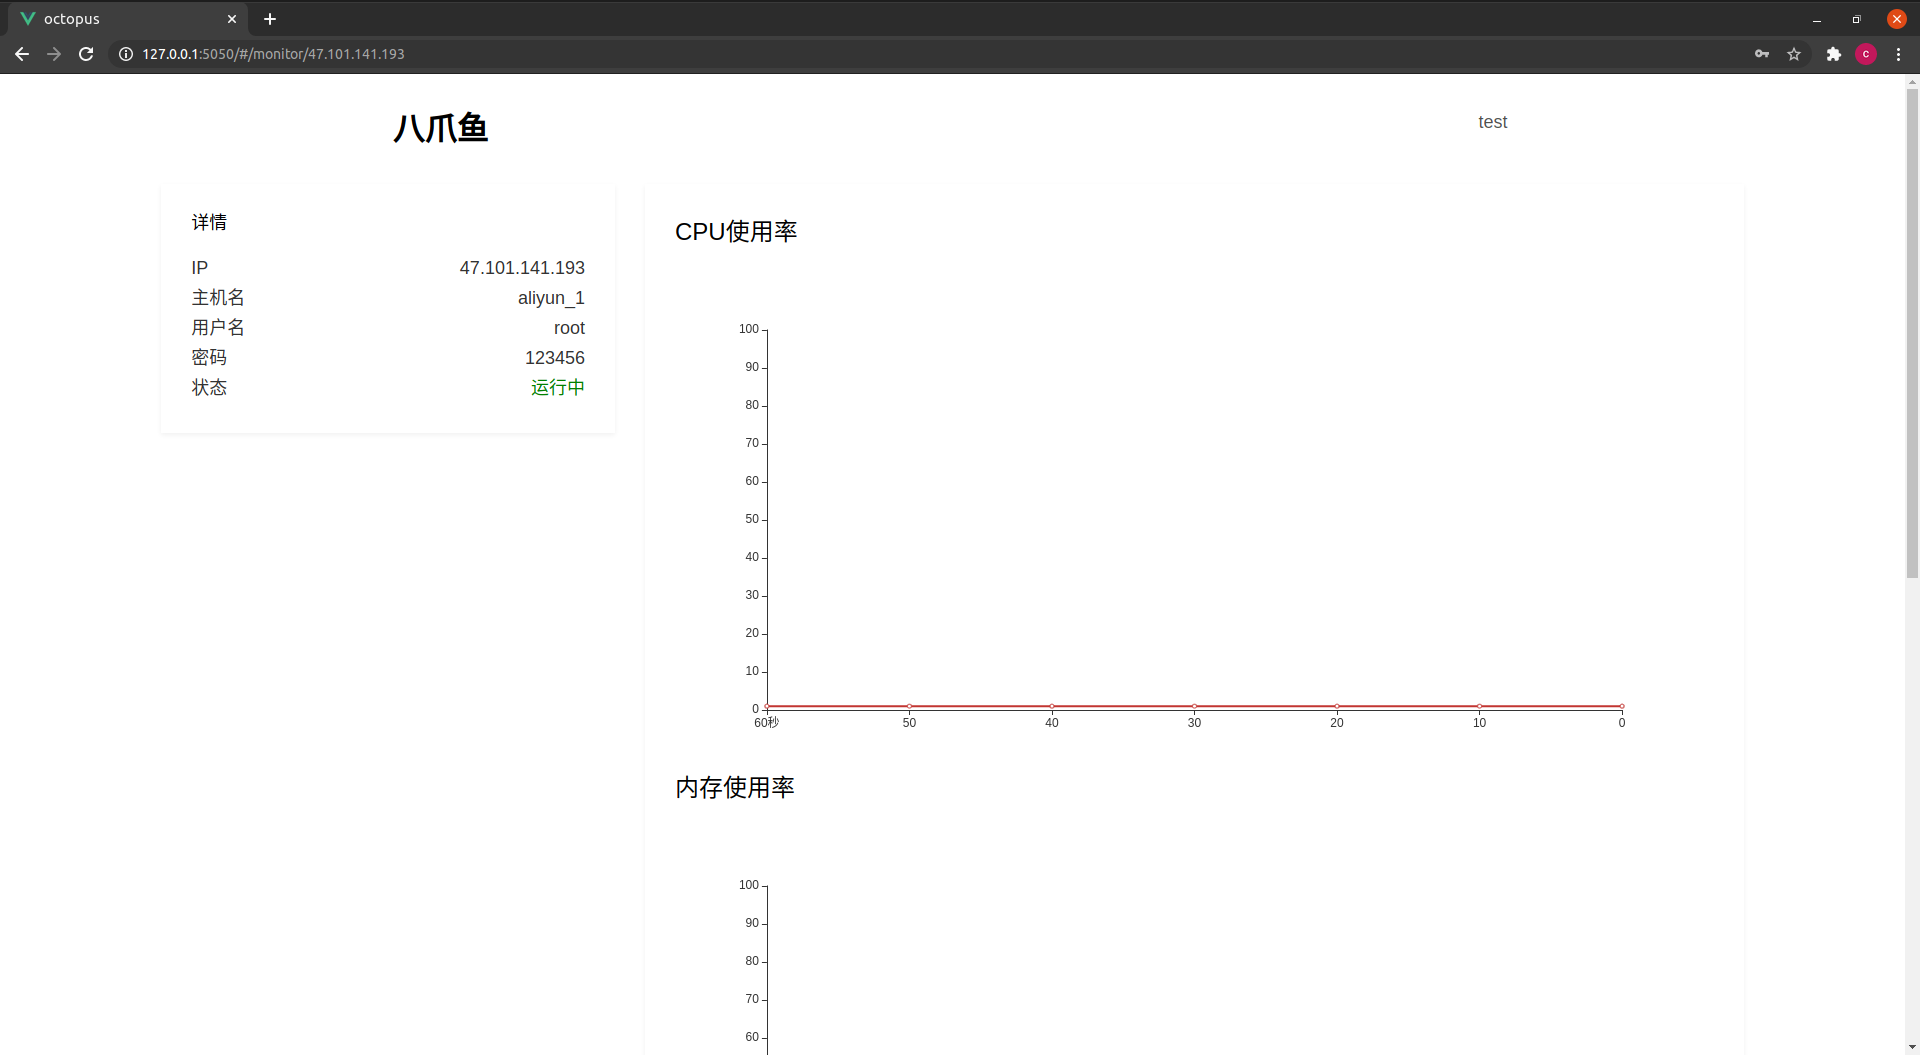 octopus
127.0.0.1:5050/#/monitor/47.101.141.193
c
八爪鱼
test
详情
IP 47.101.141.193
主机名 aliyun_1
用户名 root
密码 123456
状态 运行中
CPU使用率
100
90
80
70
60
50
40
30
20
10
0
60秒 50 40 30 20 10 0
内存使用率
100
90
80
70
60